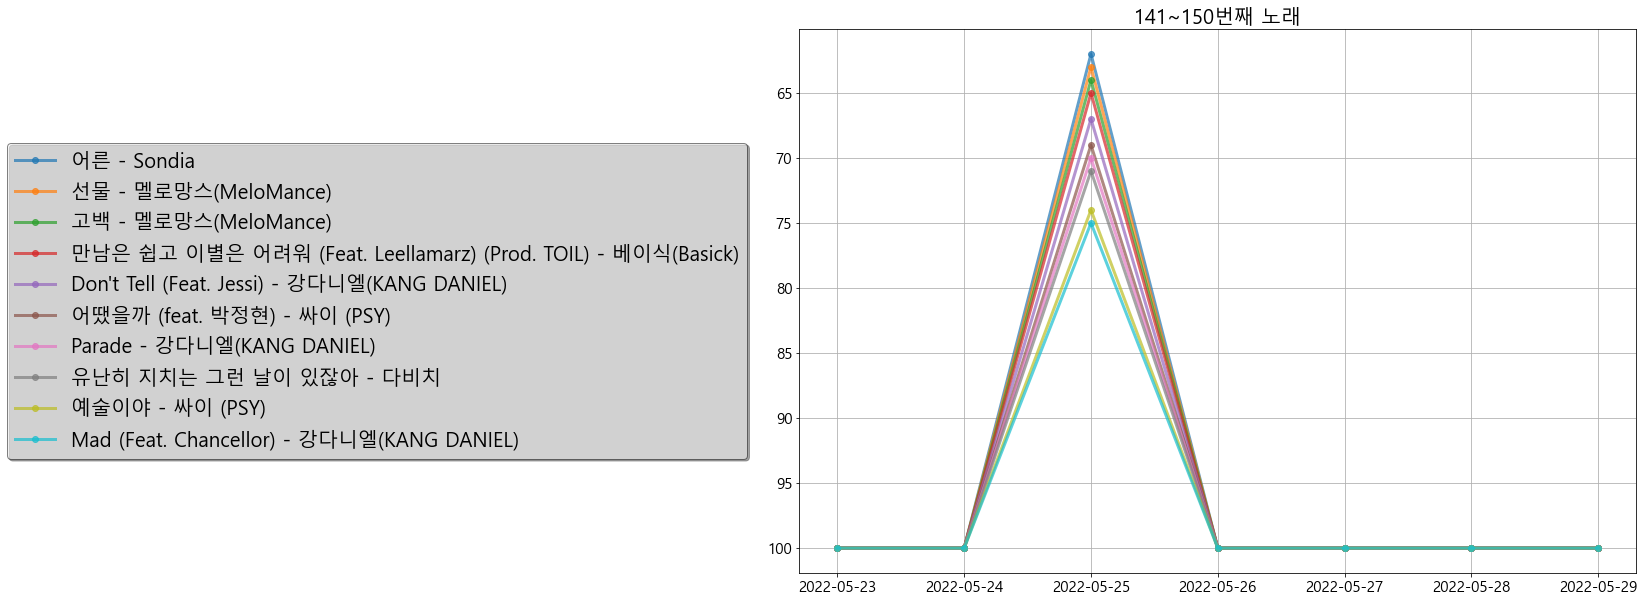 141~150번째 노래
어른 - Sondia
선물 - 멜로망스(MeloMance)
고백 - 멜로망스(MeloMance)
만남은 쉽고 이별은 어려워 (Feat. Leellamarz) (Prod. TOIL) - 베이식(Basick)
Don't Tell (Feat. Jessi) - 강다니엘(KANG DANIEL)
어땠을까 (feat. 박정현) - 싸이 (PSY)
Parade - 강다니엘(KANG DANIEL)
유난히 지치는 그런 날이 있잖아 - 다비치
예술이야 - 싸이 (PSY)
Mad (Feat. Chancellor) - 강다니엘(KANG DANIEL)
65
70
75
80
85
90
95
100
2022-05-23 2022-05-24 2022-05-25 2022-05-26 2022-05-27 2022-05-28 2022-05-29